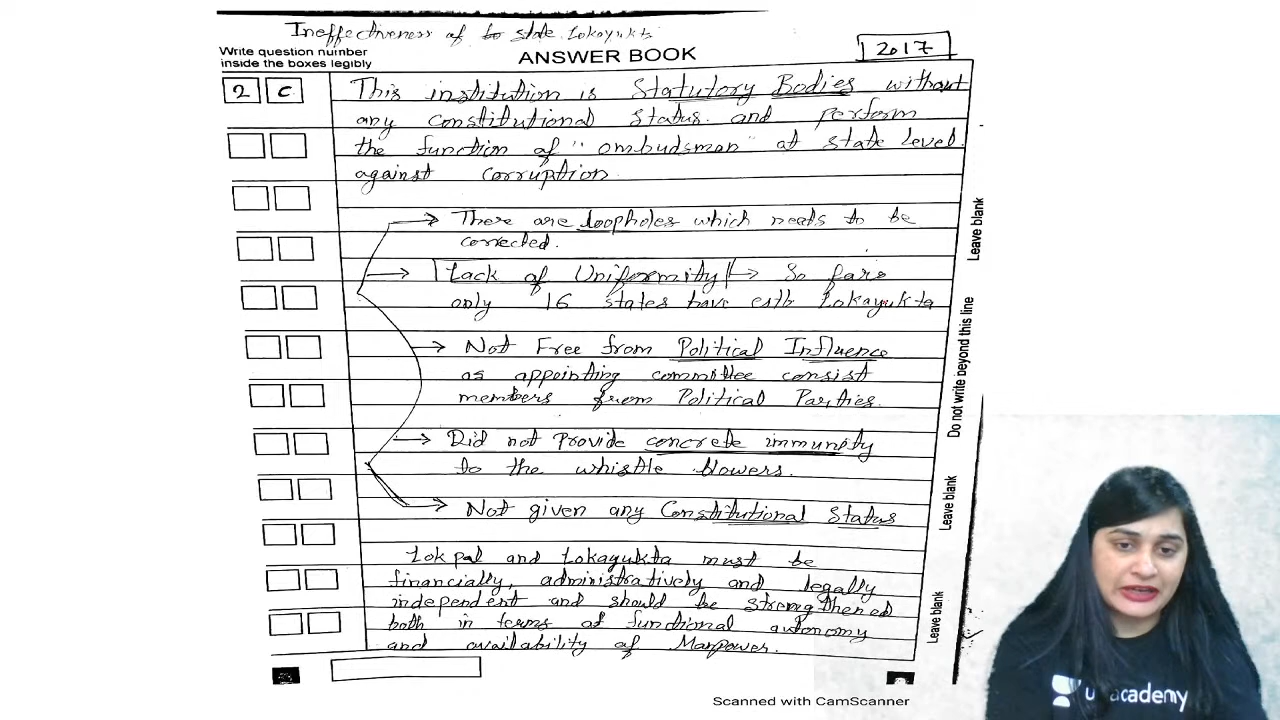 Ineffectiveness of to state Lokayukts
Write question number
inside the boxes legibly
ANSWER BOOK
2017
2 C
This institution is Statutory Bodies without
any constitutional status. and perform
the function of "ombudsman" at state level.
against corruption.
There are loopholes which needs to be
corrected.
Lack of Uniformity → So fars
only 16 states have estb Lokayukta
Not Free from Political Influence
as appointing committee consist
members from Political Parties.
Did not provide concrete immunity
to the whistle blowers.
Not given any Constitutional Status
Lokpal and Lokayukta must be
financially, administratively and legally
independent and should be strengthened
both in terms of functional autonomy
and availability of Manpower.
Leave blank
Do not write beyond this line
Leave blank
Leave blank
Scanned with CamScanner
unacademy